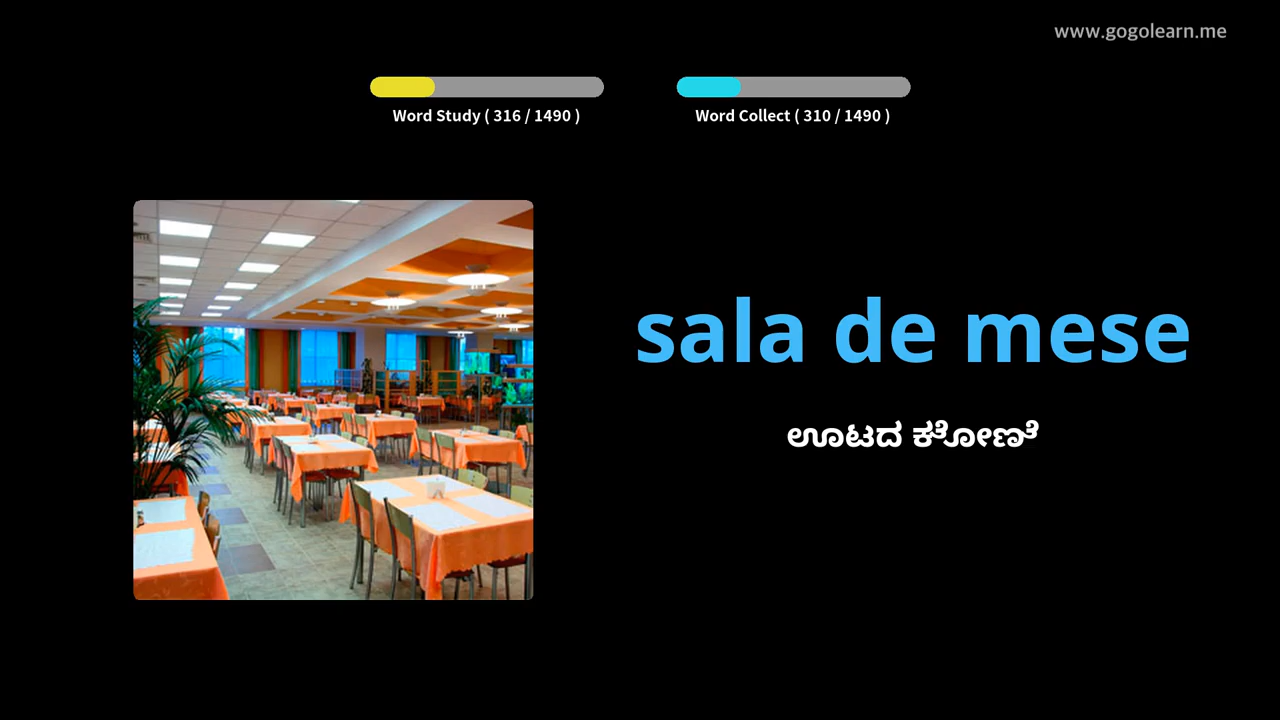 www.gogolearn.me
Word Study ( 316 / 1490 )
Word Collect ( 310 / 1490 )
sala de mese
ಊಟದ ಕೋಣೆ